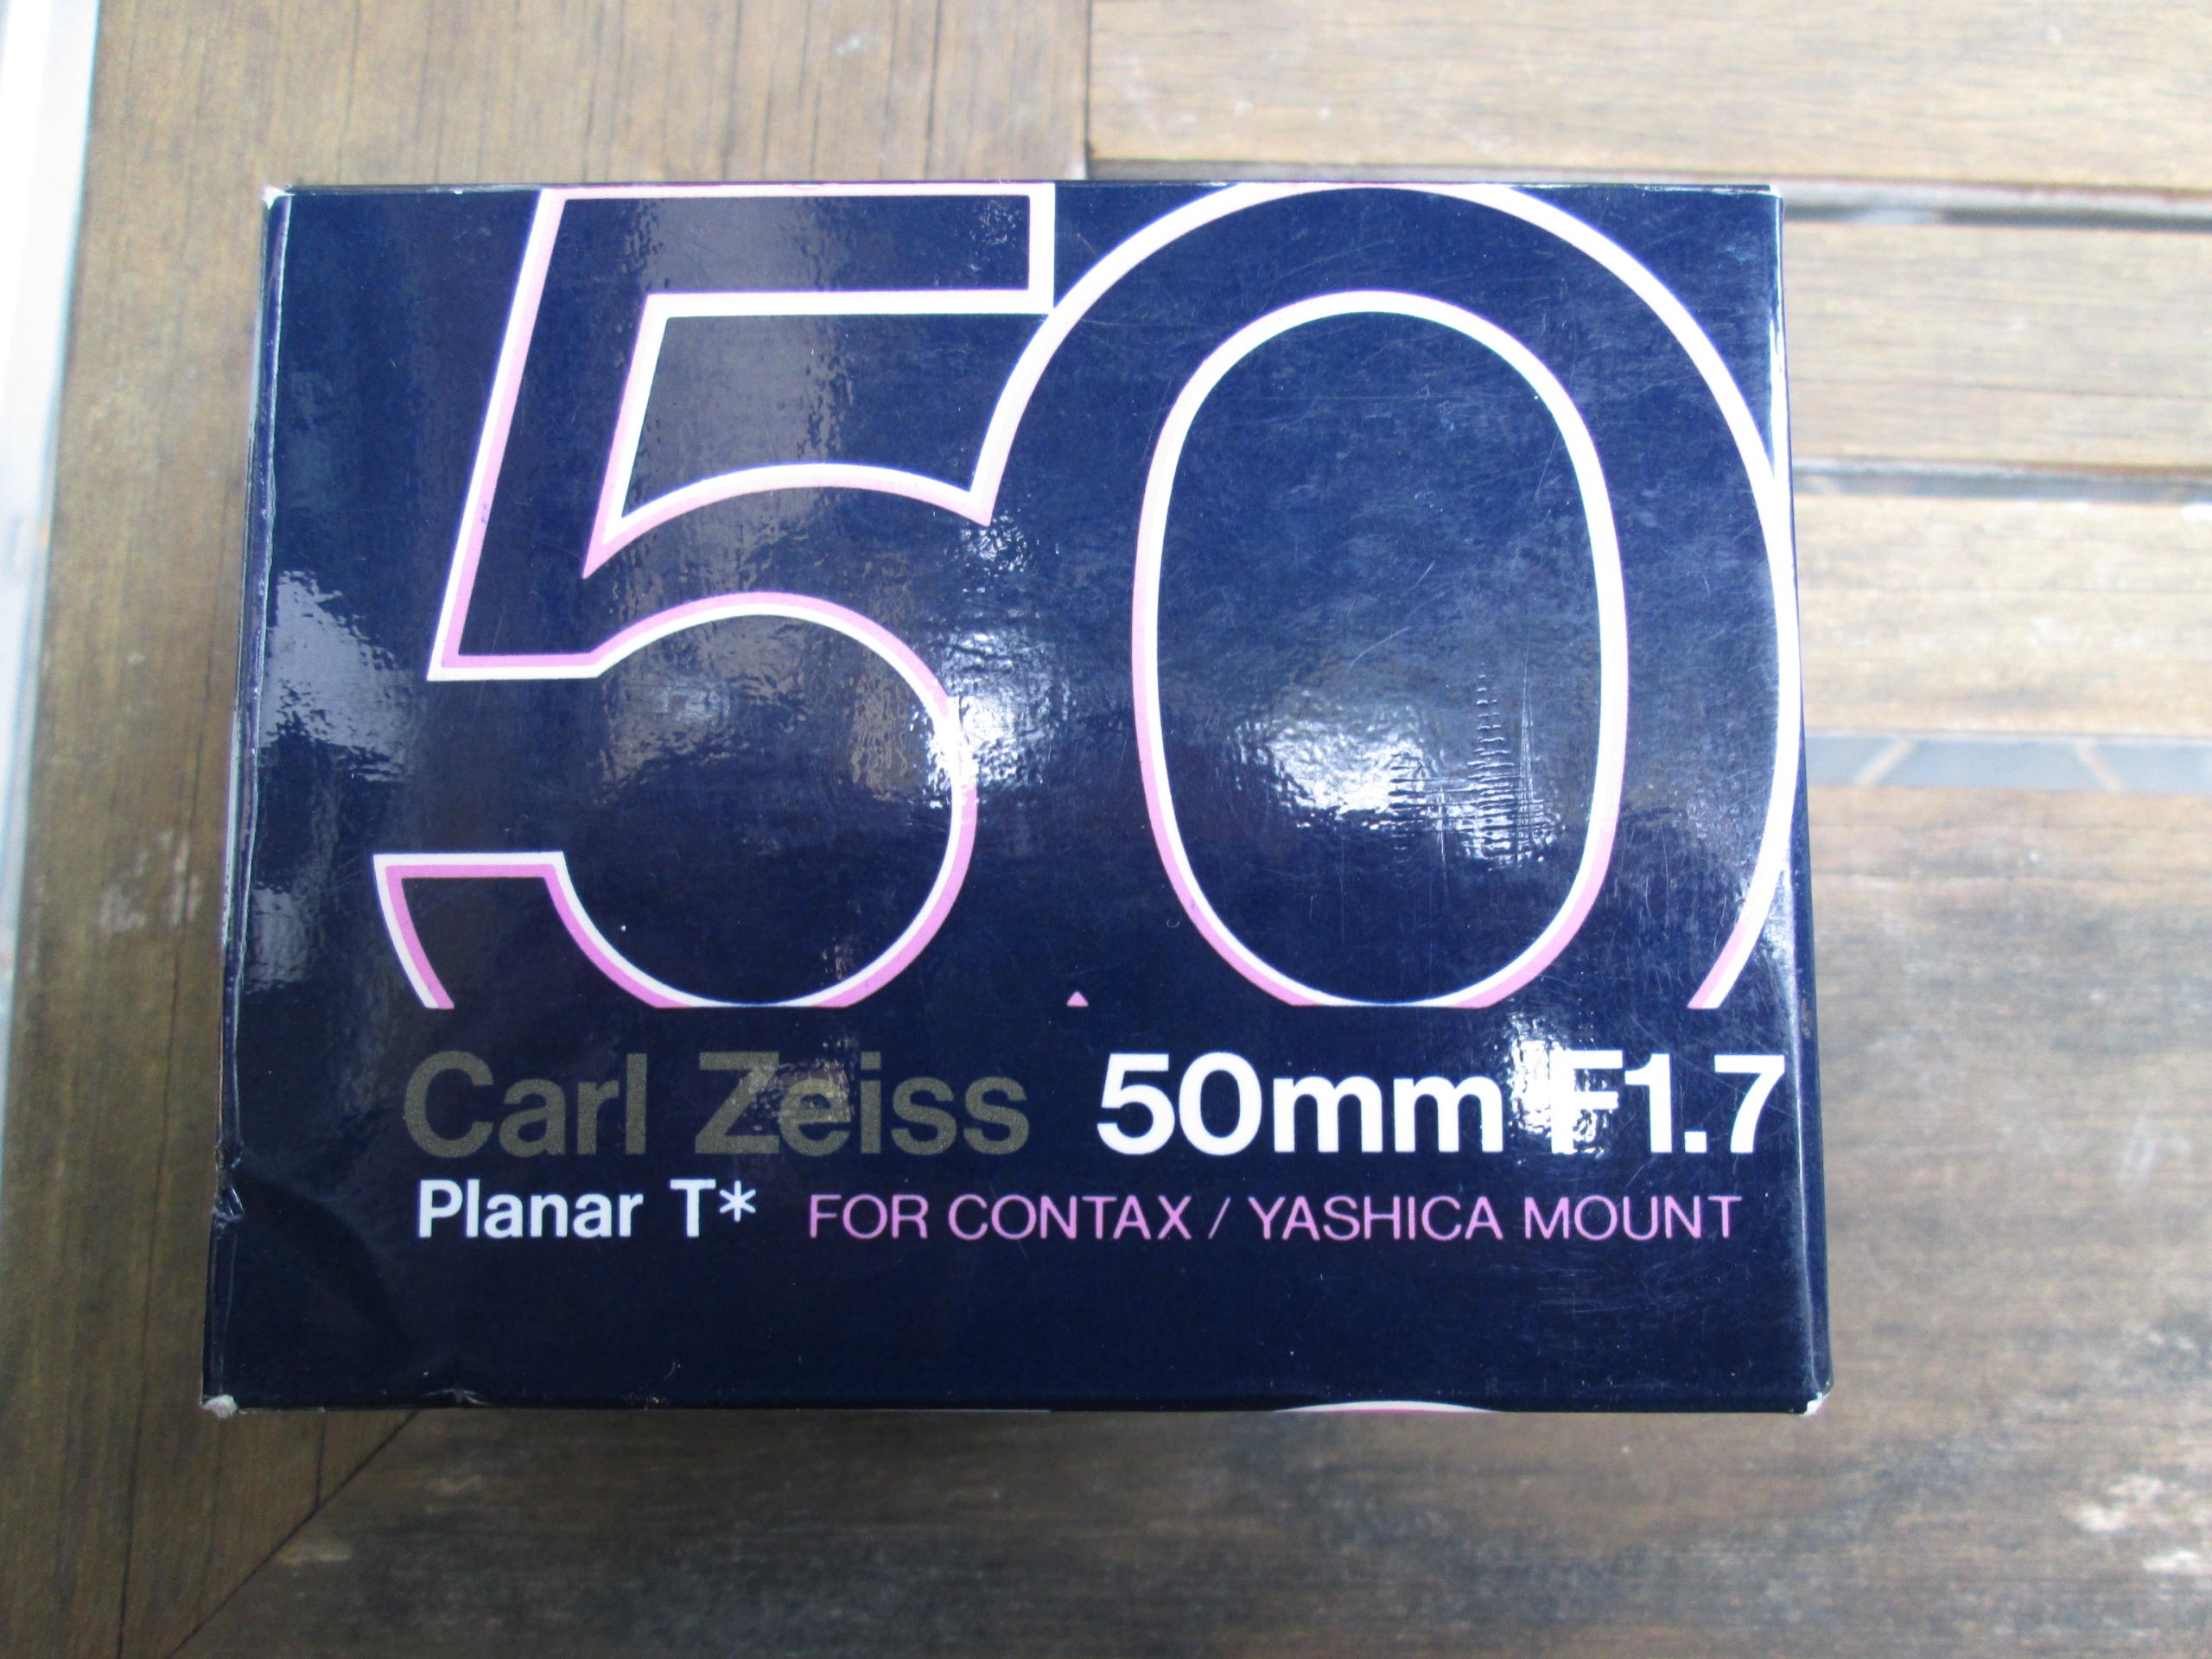 50
Carl Zeiss 50mm F1.7
Planar T* FOR CONTAX / YASHICA MOUNT